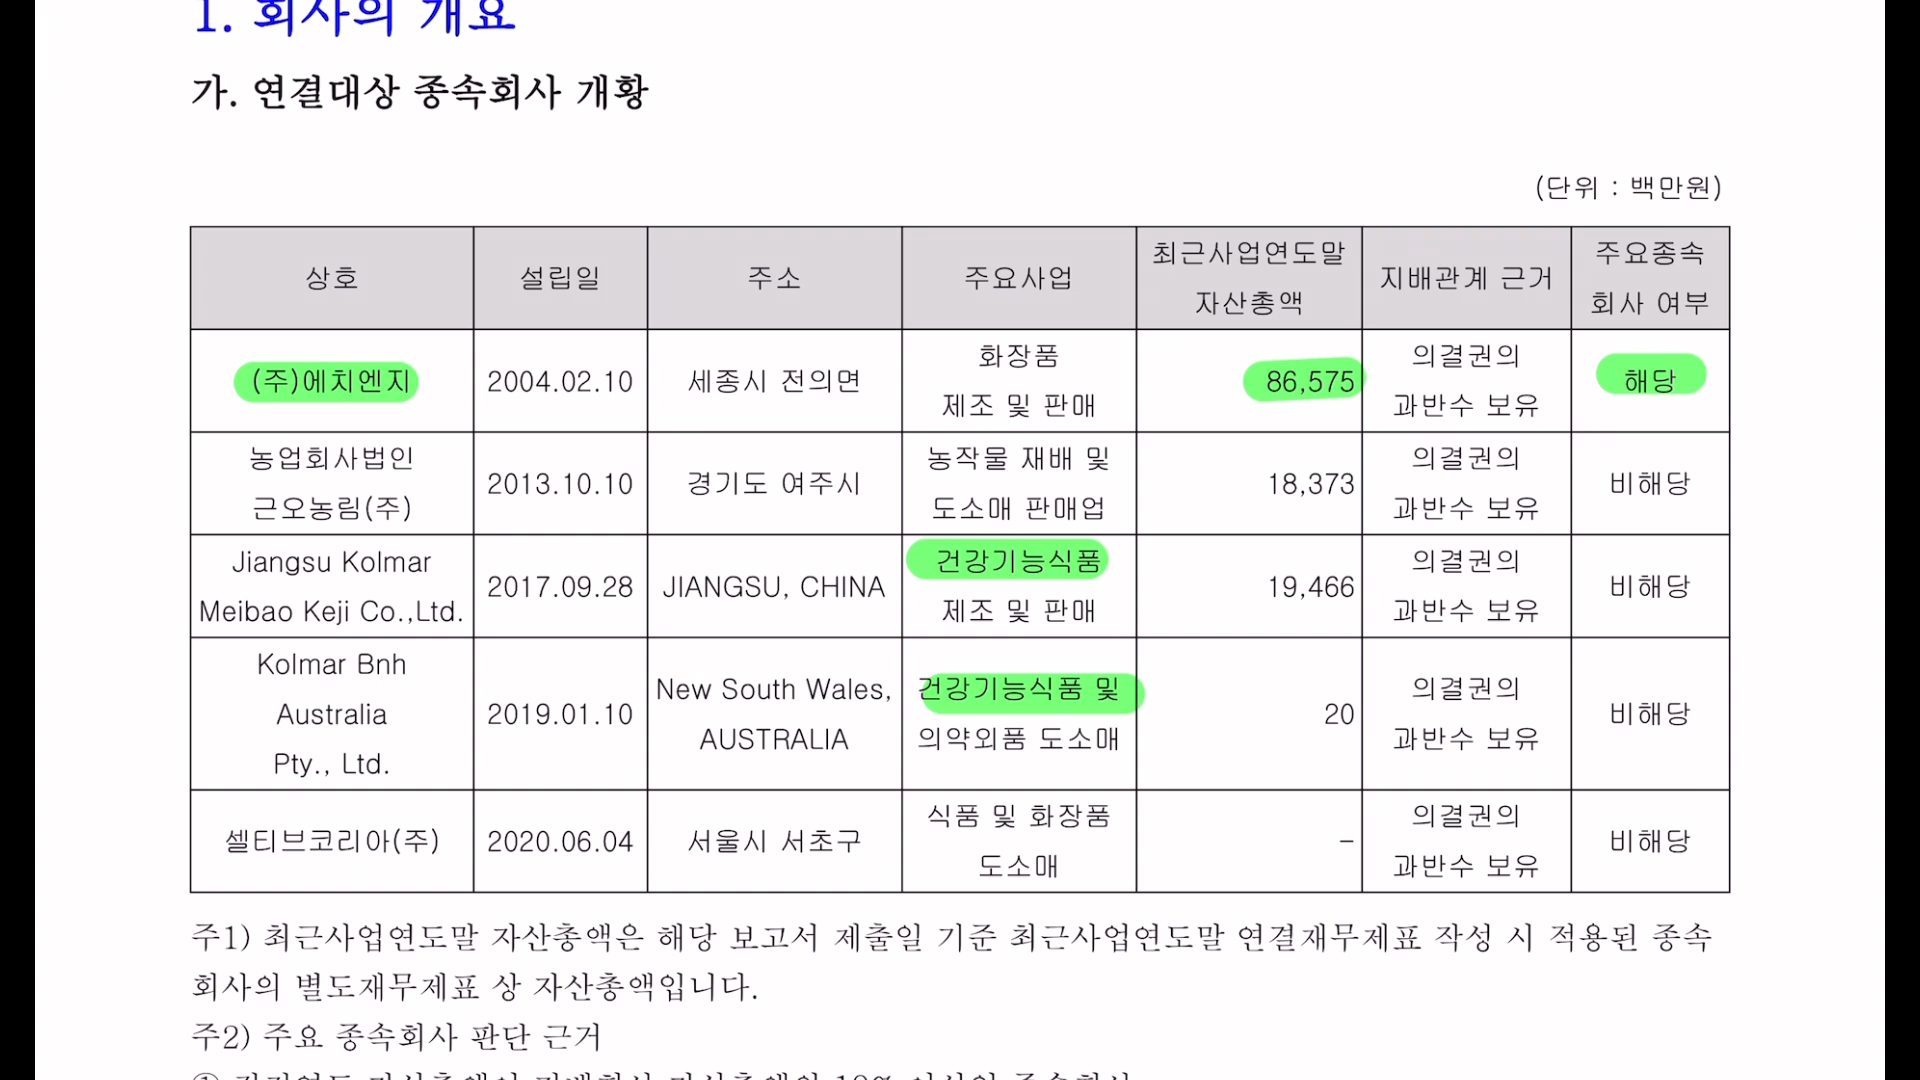 1. 회사의 개요
가. 연결대상 종속회사 개황
(단위 : 백만원)
상호 설립일 주소 주요사업 최근사업연도말 자산총액 지배관계 근거 주요종속 회사 여부
(주)에치엔지 2004.02.10 세종시 전의면 화장품 제조 및 판매 86,575 의결권의 과반수 보유 해당
농업회사법인 근오농림(주) 2013.10.10 경기도 여주시 농작물 재배 및 도소매 판매업 18,373 의결권의 과반수 보유 비해당
Jiangsu Kolmar Meibao Keji Co.,Ltd. 2017.09.28 JIANGSU, CHINA 건강기능식품 제조 및 판매 19,466 의결권의 과반수 보유 비해당
Kolmar Bnh Australia Pty., Ltd. 2019.01.10 New South Wales, AUSTRALIA 건강기능식품 및 의약외품 도소매 20 의결권의 과반수 보유 비해당
셀티브코리아(주) 2020.06.04 서울시 서초구 식품 및 화장품 도소매 - 의결권의 과반수 보유 비해당
주1) 최근사업연도말 자산총액은 해당 보고서 제출일 기준 최근사업연도말 연결재무제표 작성 시 적용된 종속
회사의 별도재무제표 상 자산총액입니다.
주2) 주요 종속회사 판단 근거